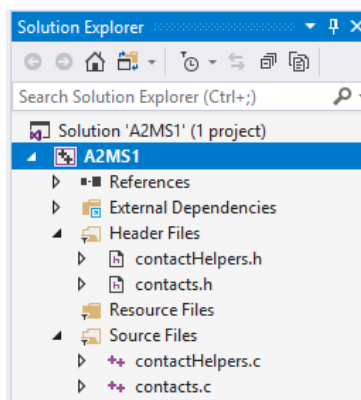 Solution Explorer
Search Solution Explorer (Ctrl+;)
Solution 'A2MS1' (1 project)
A2MS1
References
External Dependencies
Header Files
contactHelpers.h
contacts.h
Resource Files
Source Files
contactHelpers.c
contacts.c